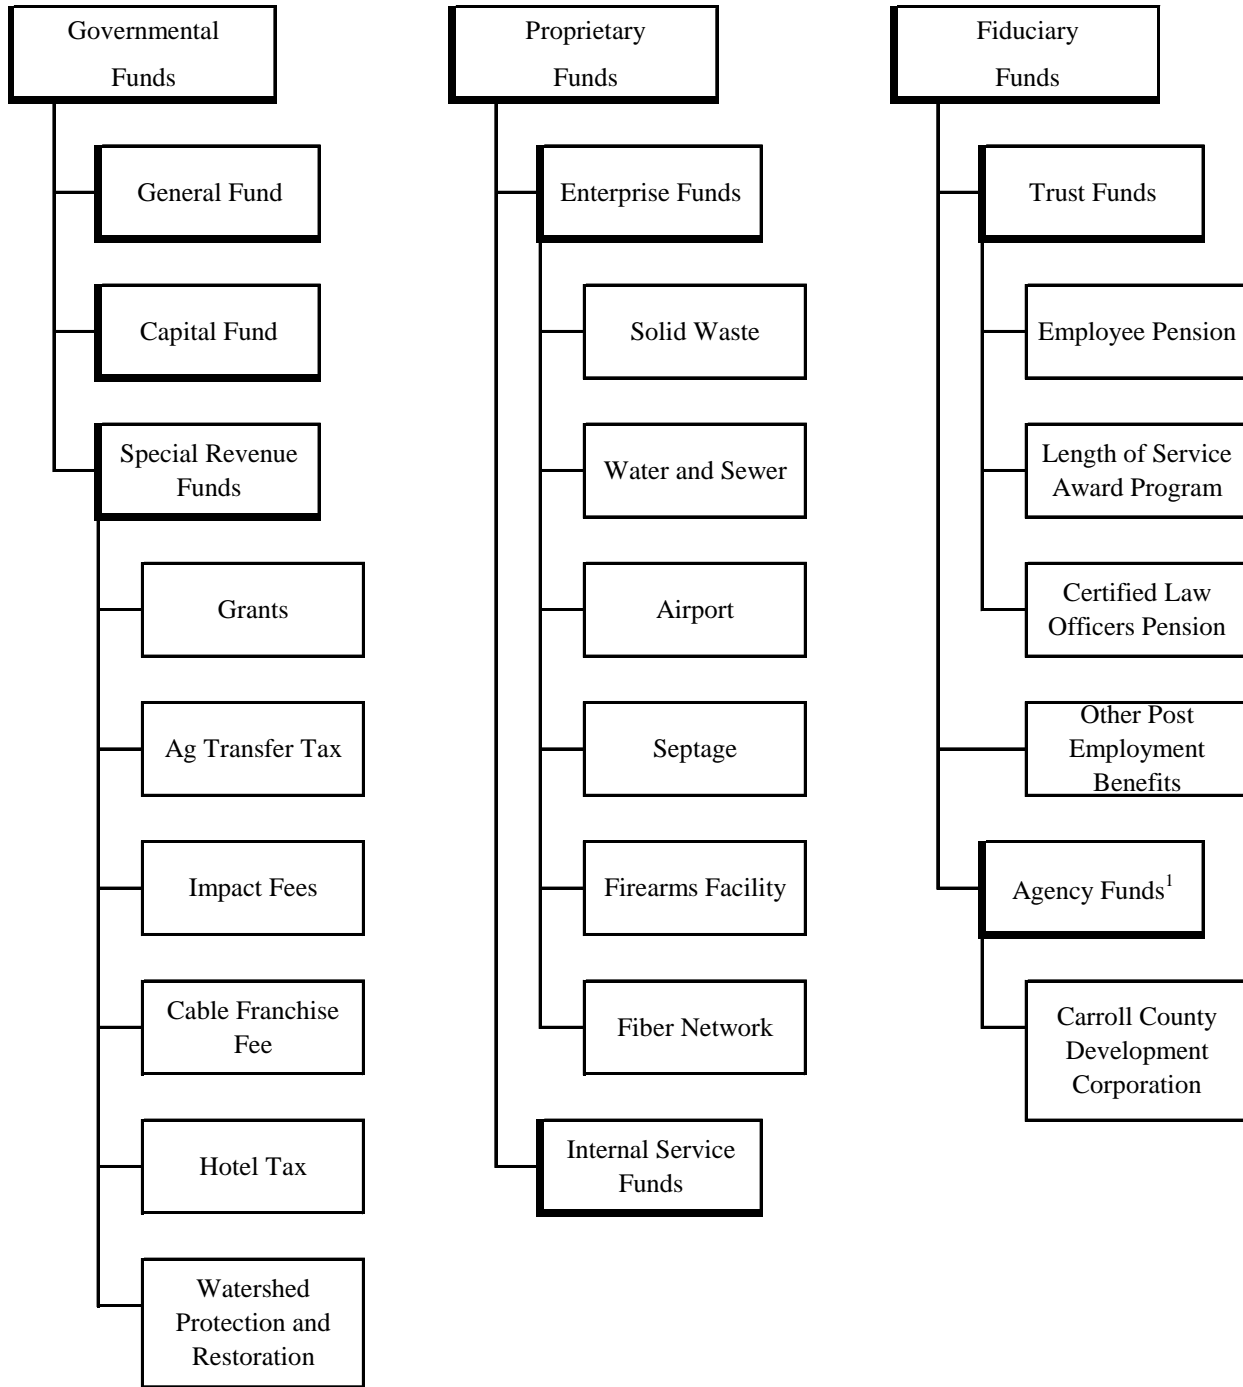 Governmental
Funds
General Fund
Capital Fund
Special Revenue
Funds
Grants
Ag Transfer Tax
Impact Fees
Cable Franchise
Fee
Hotel Tax
Watershed
Protection and
Restoration
Proprietary
Funds
Enterprise Funds
Solid Waste
Water and Sewer
Airport
Septage
Firearms Facility
Fiber Network
Internal Service
Funds
Fiduciary
Funds
Trust Funds
Employee Pension
Length of Service
Award Program
Certified Law
Officers Pension
Other Post
Employment
Benefits
Agency Funds1
Carroll County
Development
Corporation